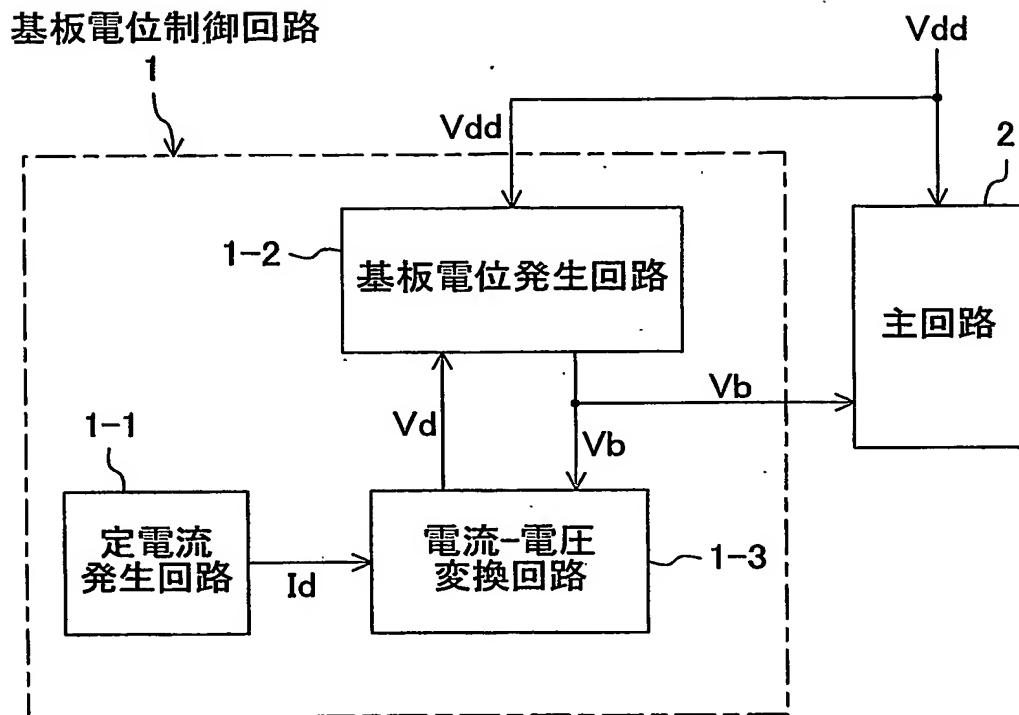 基板電位制御回路
1
Vdd
Vdd
2
1-2
基板電位発生回路
主回路
Vb
1-1
Vd
Vb
定電流
発生回路
Id
電流-電圧
変換回路
1-3